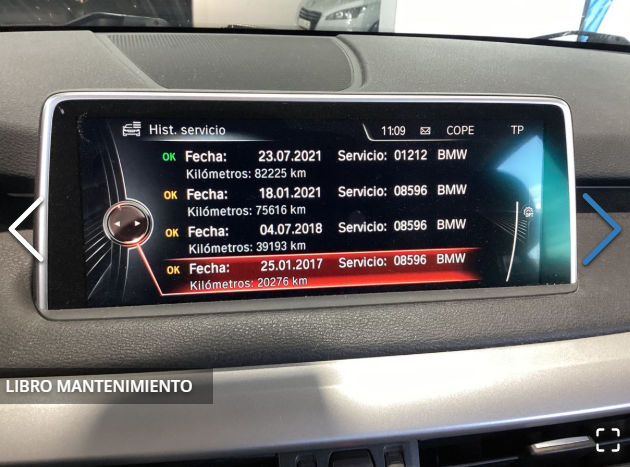 Hist. servicio
11:09 COPE TP
OK Fecha: 23.07.2021 Servicio: 01212 BMW
Kilómetros: 82225 km
OK Fecha: 18.01.2021 Servicio: 08596 BMW
Kilómetros: 75616 km
OK Fecha: 04.07.2018 Servicio: 08596 BMW
Kilómetros: 39193 km
OK Fecha: 25.01.2017 Servicio: 08596 BMW
Kilómetros: 20276 km
LIBRO MANTENIMIENTO